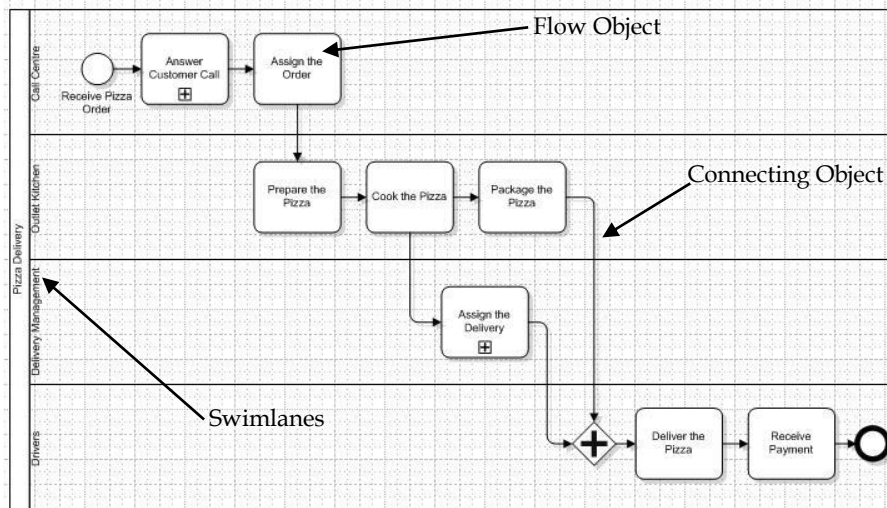 Flow Object
Call Centre
Answer
Customer Call
Assign the
Order
Receive Pizza
Order
Pizza Delivery
Outlet Kitchen
Prepare the
Pizza
Cook the Pizza
Package the
Pizza
Connecting Object
Delivery Management
Assign the
Delivery
Swimlanes
Drivers
Deliver the
Pizza
Receive
Payment